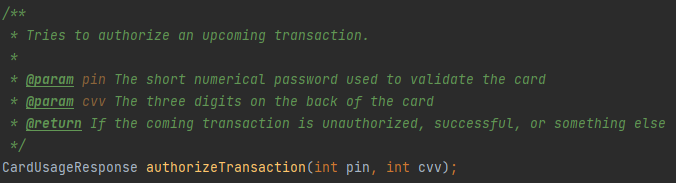 /**
 * Tries to authorize an upcoming transaction.
 *
 * @param pin The short numerical password used to validate the card
 * @param cvv The three digits on the back of the card
 * @return If the coming transaction is unauthorized, successful, or something else
 */
CardUsageResponse authorizeTransaction(int pin, int cvv);